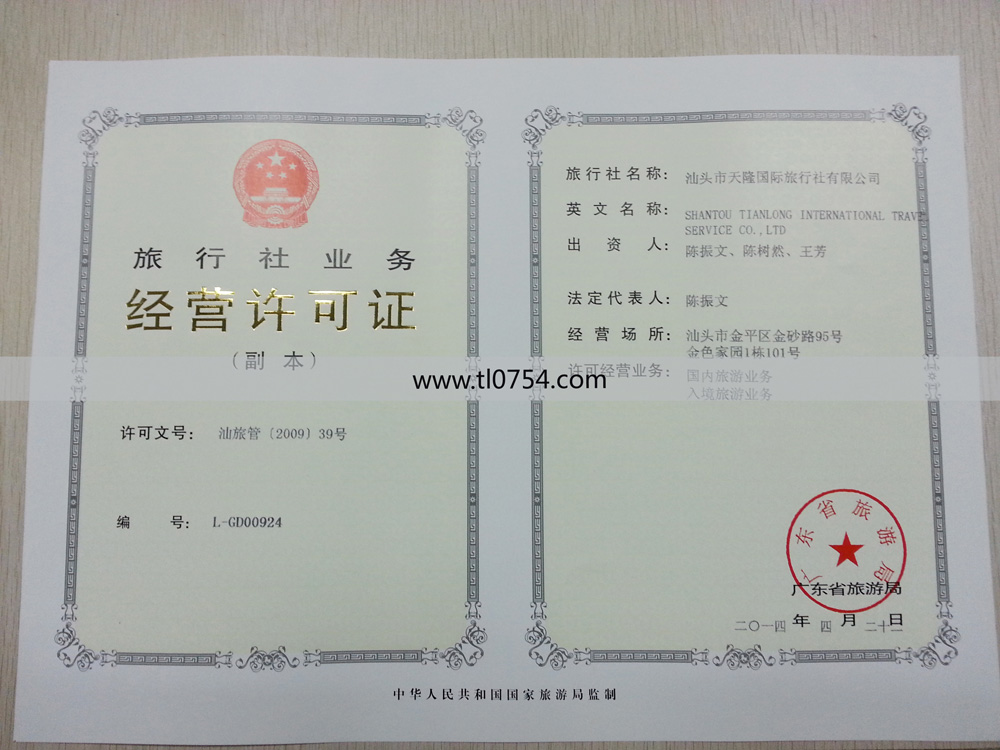 旅行社业务
经营许可证
（副本）
许可文号： 汕旅管〔2009〕39号
编 号： L-GD00924
旅行社名称： 汕头市天隆国际旅行社有限公司
英文名称： SHANTOU TIANLONG INTERNATIONAL TRAVE
SERVICE CO.,LTD
出资人： 陈振文、陈树然、王芳
法定代表人： 陈振文
经营场所： 汕头市金平区金砂路95号
金色家园1栋101号
许可经营业务： 国内旅游业务
入境旅游业务
www.tl0754.com
广东省旅游局
广东省旅游局
二〇一四 年 四 月 二十二 日
中华人民共和国国家旅游局监制